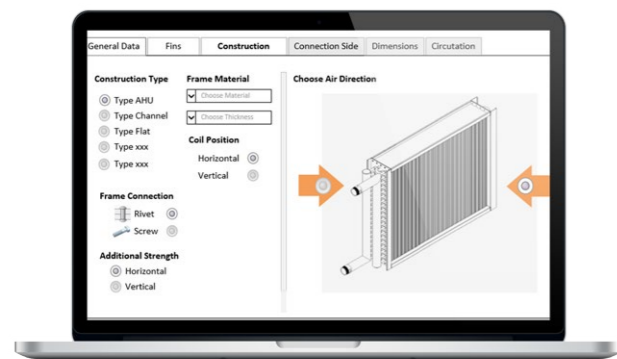 General Data
Fins
Construction
Connection Side
Dimensions
Circutation
Construction Type
Type AHU
Type Channel
Type Flat
Type xxx
Type xxx
Frame Connection
Rivet
Screw
Additional Strength
Horizontal
Vertical
Frame Material
Choose Material
Choose Thickness
Coil Position
Horizontal
Vertical
Choose Air Direction